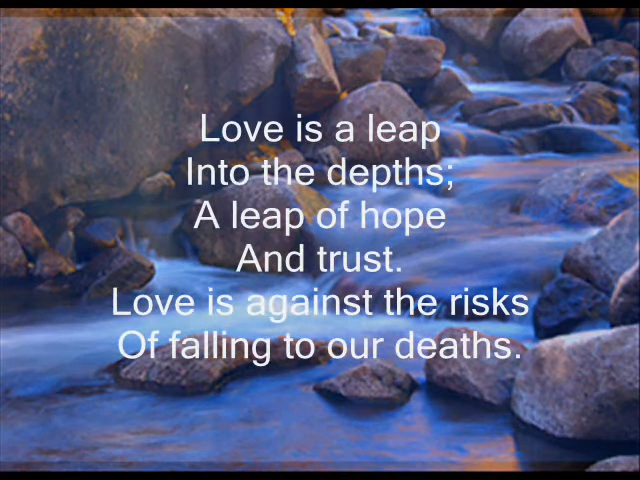 Love is a leap
Into the depths;
A leap of hope
And trust.
Love is against the risks
Of falling to our deaths.